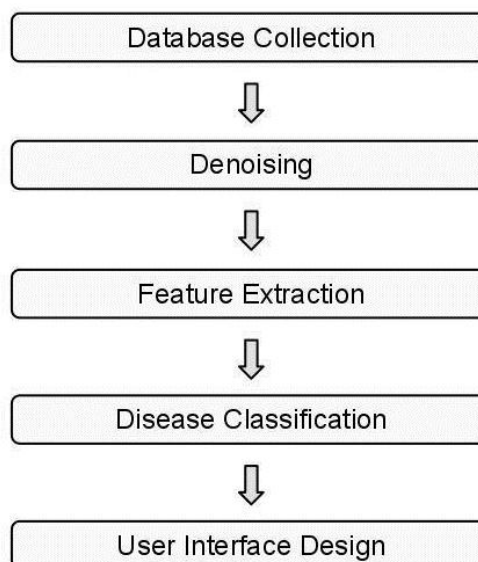 Database Collection
Denoising
Feature Extraction
Disease Classification
User Interface Design